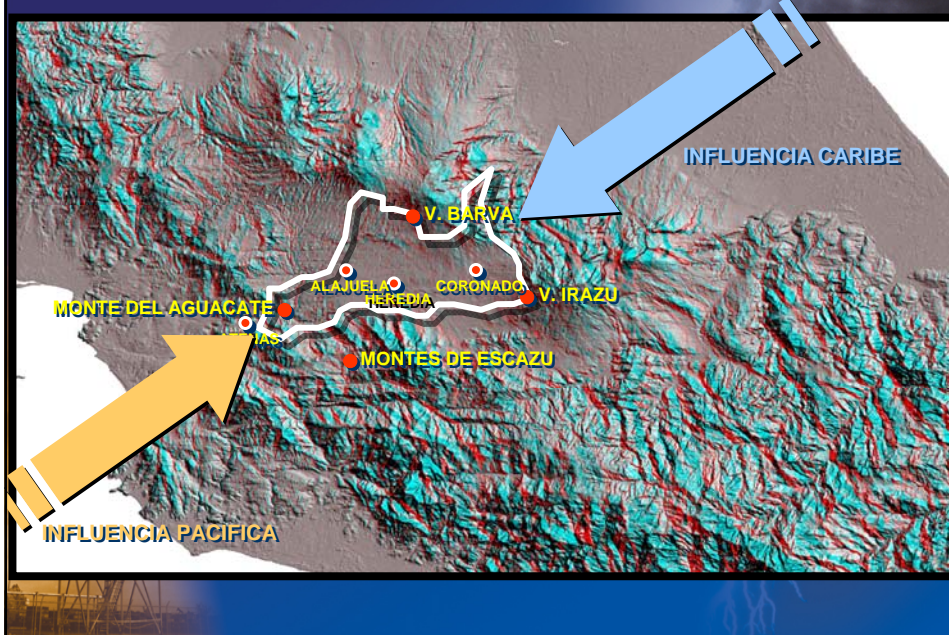 INFLUENCIA CARIBE
V. BARVA
ALAJUELA
HEREDIA
CORONADO
V. IRAZU
MONTE DEL AGUACATE
MONTES DE ESCAZU
INFLUENCIA PACIFICA